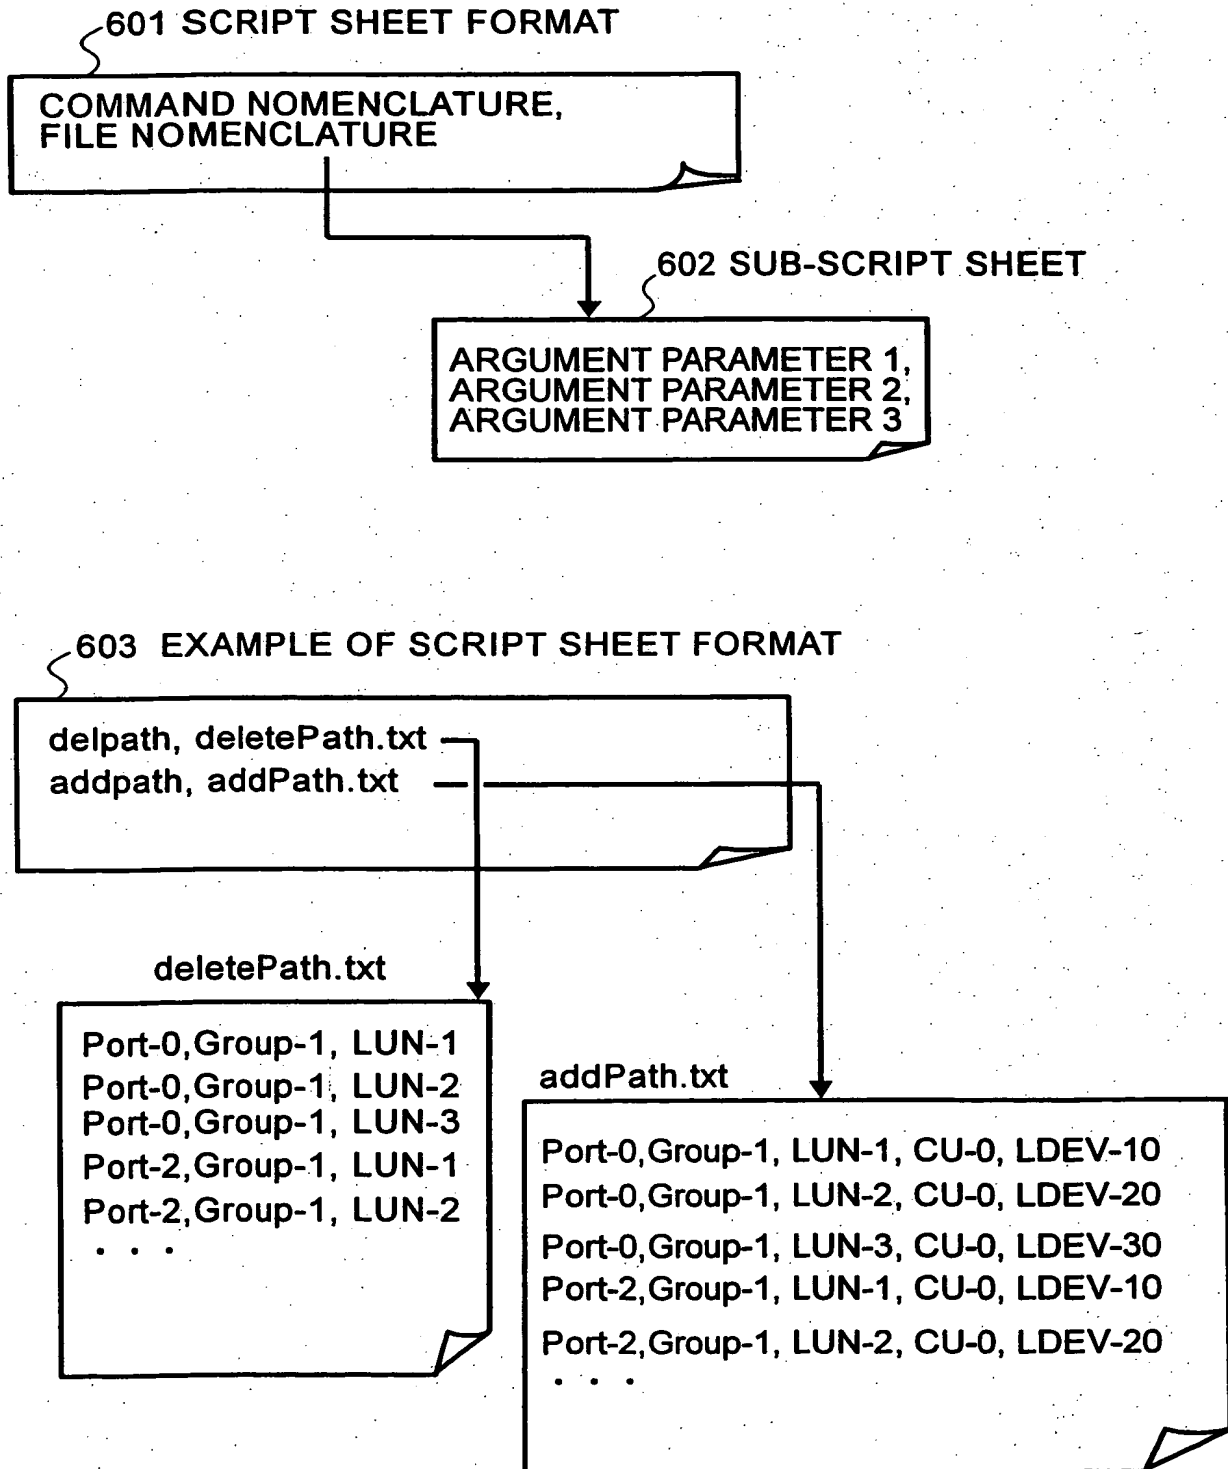 601 SCRIPT SHEET FORMAT
COMMAND NOMENCLATURE,
FILE NOMENCLATURE
602 SUB-SCRIPT SHEET
ARGUMENT PARAMETER 1,
ARGUMENT PARAMETER 2,
ARGUMENT PARAMETER 3
603 EXAMPLE OF SCRIPT SHEET FORMAT
delpath, deletePath.txt
addpath, addPath.txt
deletePath.txt
Port-0,Group-1, LUN-1
Port-0,Group-1, LUN-2
Port-0,Group-1, LUN-3
Port-2,Group-1, LUN-1
Port-2,Group-1, LUN-2
. . .
addPath.txt
Port-0,Group-1, LUN-1, CU-0, LDEV-10
Port-0,Group-1, LUN-2, CU-0, LDEV-20
Port-0,Group-1, LUN-3, CU-0, LDEV-30
Port-2,Group-1, LUN-1, CU-0, LDEV-10
Port-2,Group-1, LUN-2, CU-0, LDEV-20
. . .